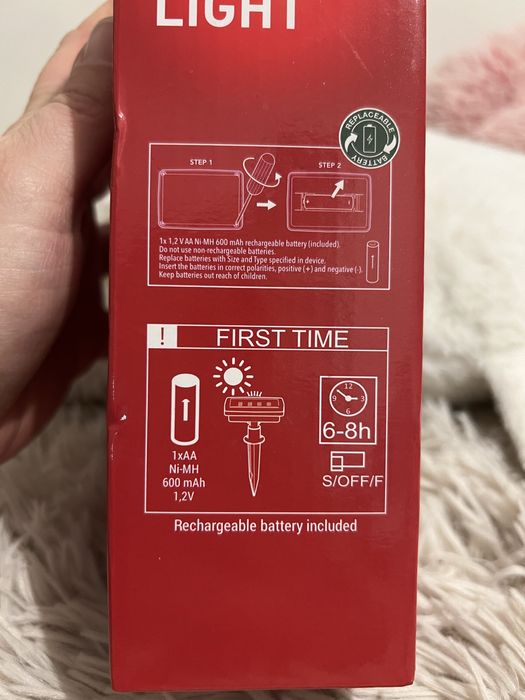 LIGHT
REPLACEABLE
BATTERY
STEP 1
STEP 2
1x 1,2 V AA Ni-MH 600 mAh rechargeable battery (included).
Do not use non-rechargeable batteries.
Replace batteries with Size and Type specified in device.
Insert the batteries in correct polarities, positive (+) and negative (-).
Keep batteries out reach of children.
! FIRST TIME
12
9 3
6
6-8h
1xAA
Ni-MH
600 mAh
1,2V
S/OFF/F
Rechargeable battery included